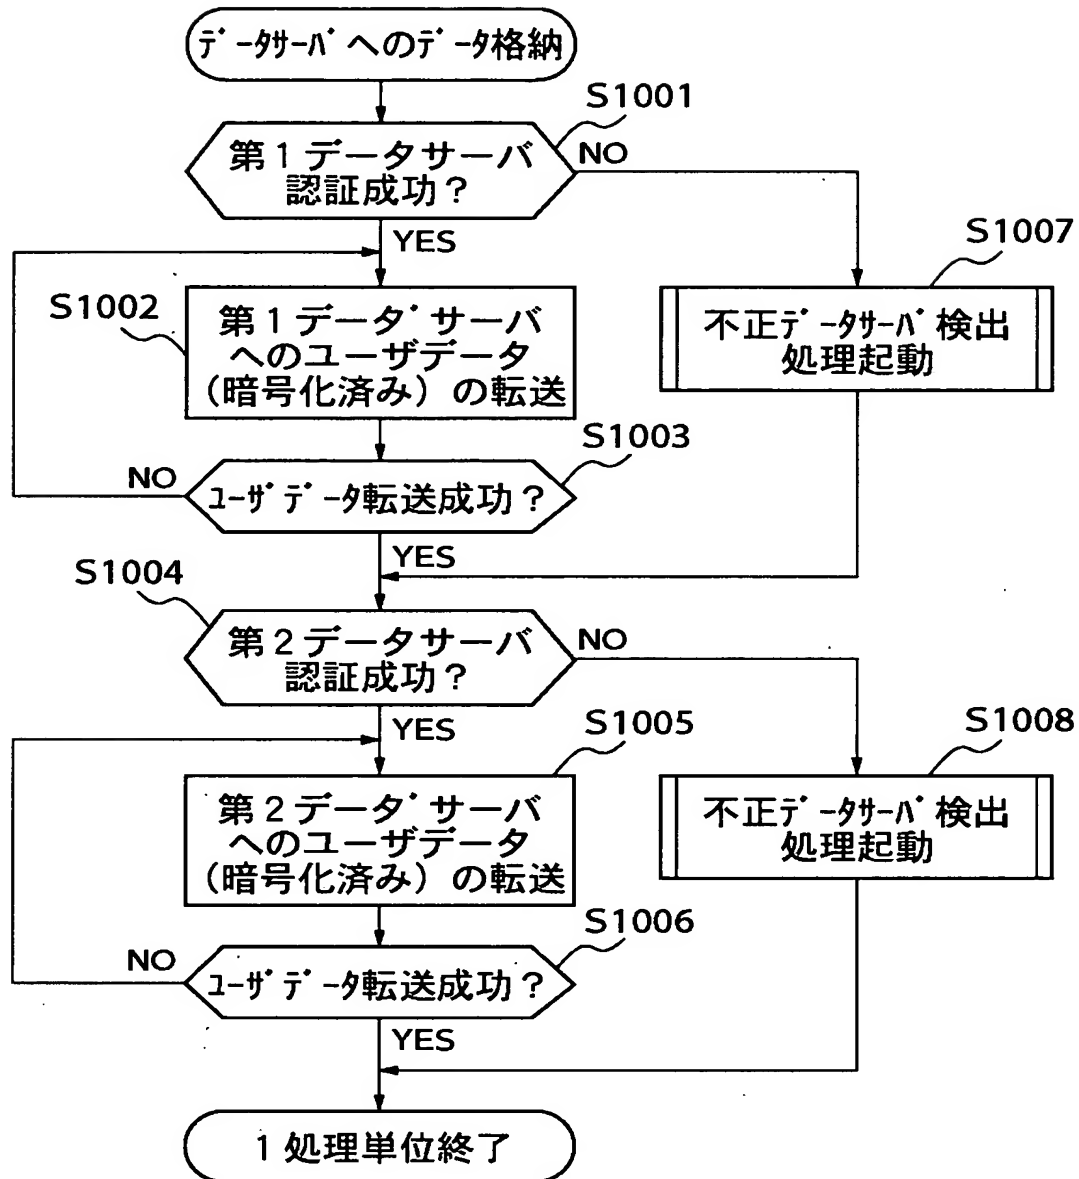 ﾃﾞｰﾀｻｰﾊﾞへのﾃﾞｰﾀ格納
S1001
第1データサーバ
認証成功？
NO
YES
S1007
S1002
第1データ゛サーバ
へのユーザデータ
（暗号化済み）の転送
不正ﾃﾞｰﾀｻｰﾊﾞ検出
処理起動
S1003
NO
ﾕｰｻﾞﾃﾞｰﾀ転送成功？
YES
S1004
第2データサーバ
認証成功？
NO
YES
S1005
S1008
第2データ゛サーバ
へのユーザデータ
（暗号化済み）の転送
不正ﾃﾞｰﾀｻｰﾊﾞ検出
処理起動
S1006
NO
ﾕｰｻﾞﾃﾞｰﾀ転送成功？
YES
1処理単位終了